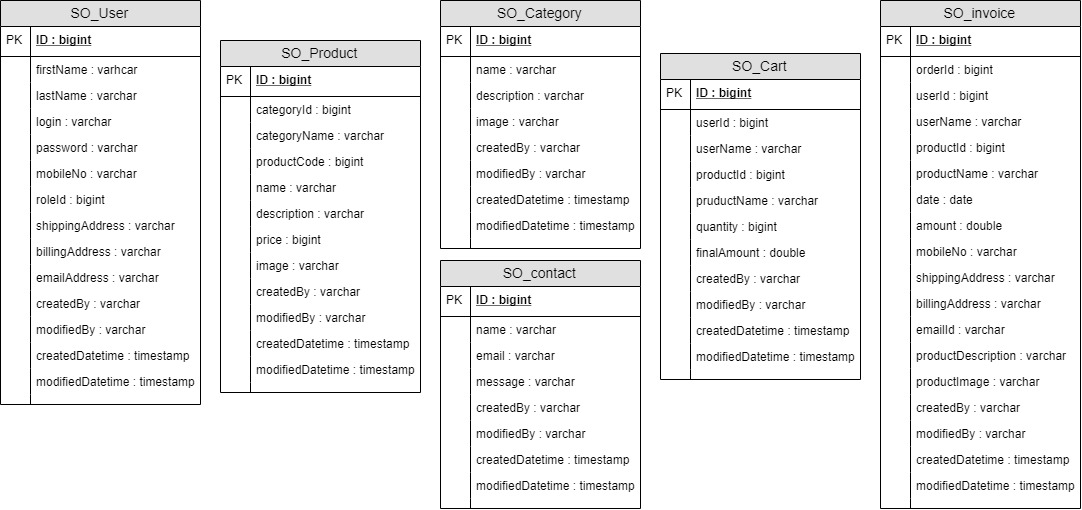 SO_User
PK
ID : bigint
firstName : varhcar
lastName : varchar
login : varchar
password : varchar
mobileNo : varchar
roleId : bigint
shippingAddress : varchar
billingAddress : varchar
emailAddress : varchar
createdBy : varchar
modifiedBy : varchar
createdDatetime : timestamp
modifiedDatetime : timestamp
SO_Product
PK
ID : bigint
categoryId : bigint
categoryName : varchar
productCode : bigint
name : varchar
description : varchar
price : bigint
image : varchar
createdBy : varchar
modifiedBy : varchar
createdDatetime : timestamp
modifiedDatetime : timestamp
SO_Category
PK
ID : bigint
name : varchar
description : varchar
image : varchar
createdBy : varchar
modifiedBy : varchar
createdDatetime : timestamp
modifiedDatetime : timestamp
SO_contact
PK
ID : bigint
name : varchar
email : varchar
message : varchar
createdBy : varchar
modifiedBy : varchar
createdDatetime : timestamp
modifiedDatetime : timestamp
SO_Cart
PK
ID : bigint
userId : bigint
userName : varchar
productId : bigint
pruductName : varchar
quantity : bigint
finalAmount : double
createdBy : varchar
modifiedBy : varchar
createdDatetime : timestamp
modifiedDatetime : varchar
SO_invoice
PK
ID : bigint
orderId : bigint
userId : bigint
userName : varchar
productId : bigint
productName : varchar
date : date
amount : double
mobileNo : varchar
shippingAddress : varchar
billingAddress : varchar
emailId : varchar
productDescription : varchar
productImage : varchar
createdBy : varchar
modifiedBy : varchar
createdDatetime : timestamp
modifiedDatetime : timestamp